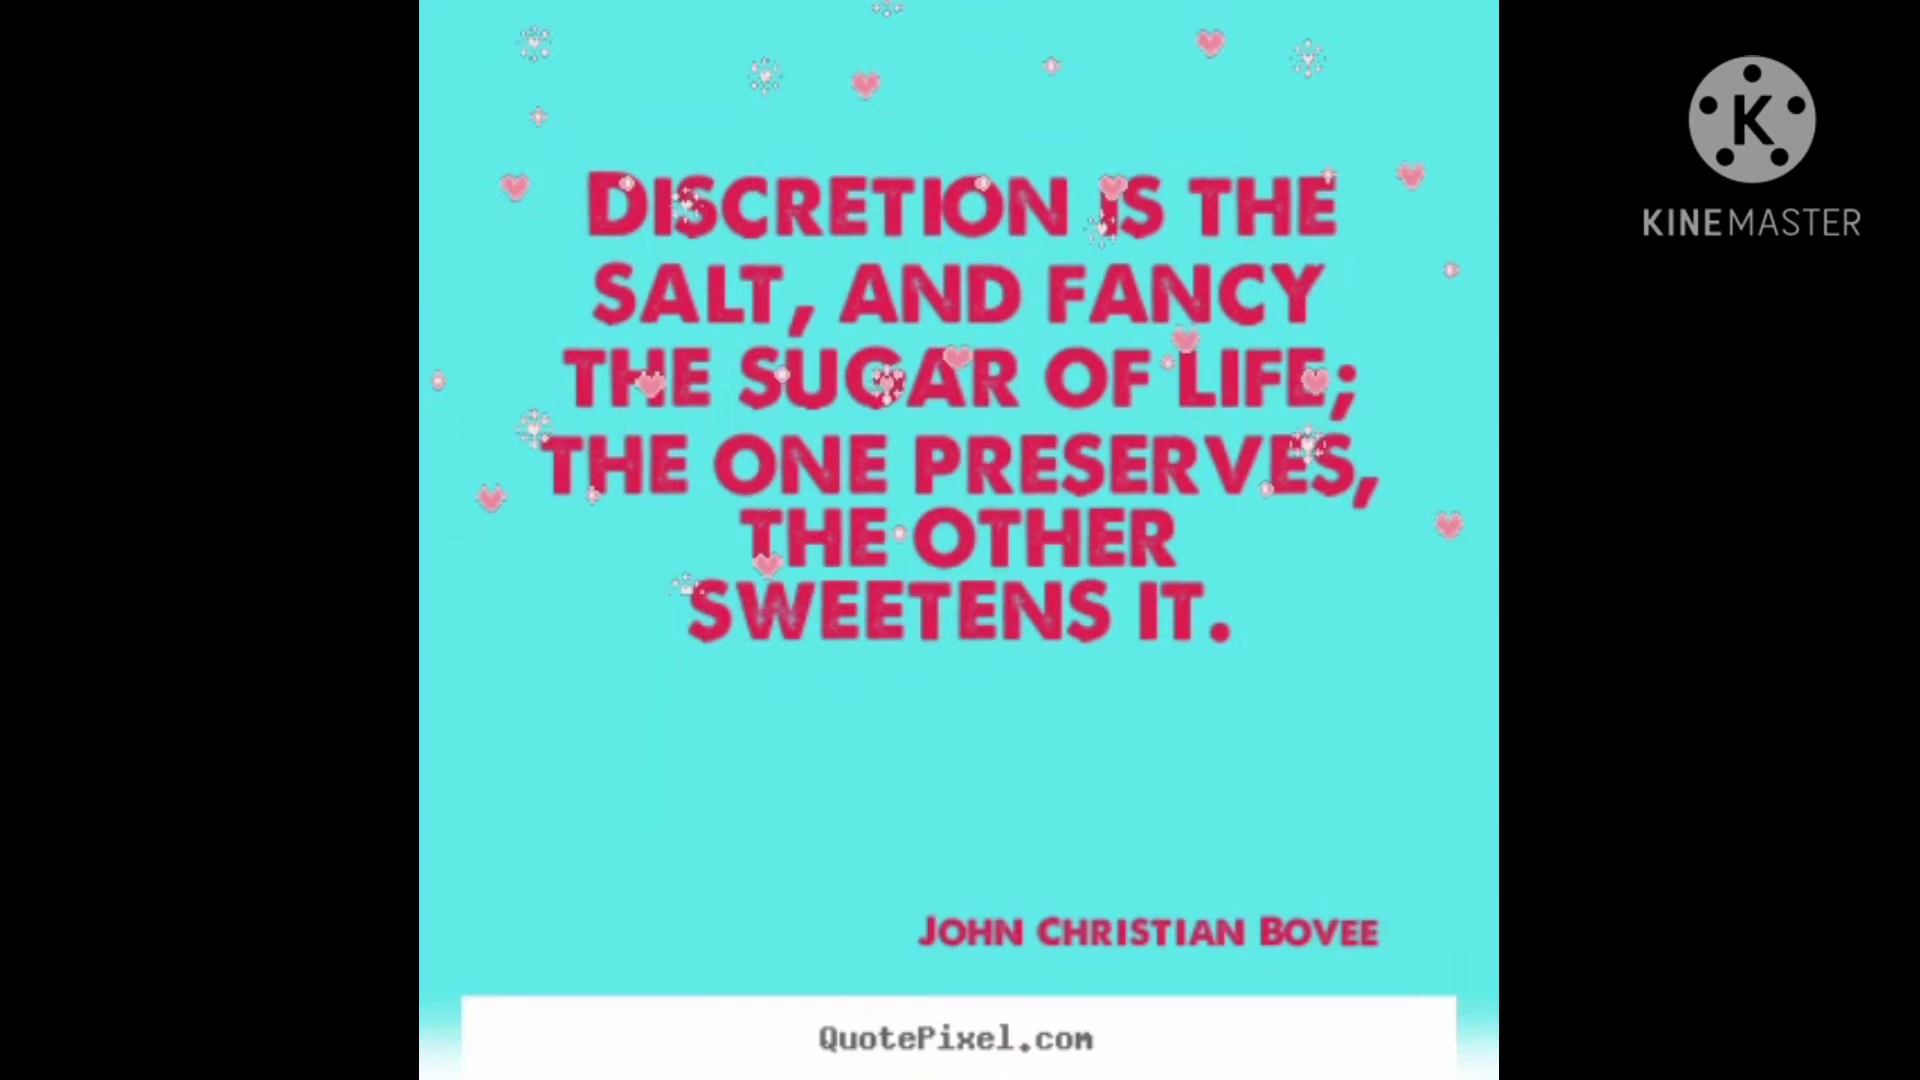 DISCRETION IS THE
SALT, AND FANCY
THE SUGAR OF LIFE;
THE ONE PRESERVES,
THE OTHER
SWEETENS IT.
JOHN CHRISTIAN BOVEE
QuotePixel.com
K
KINEMASTER